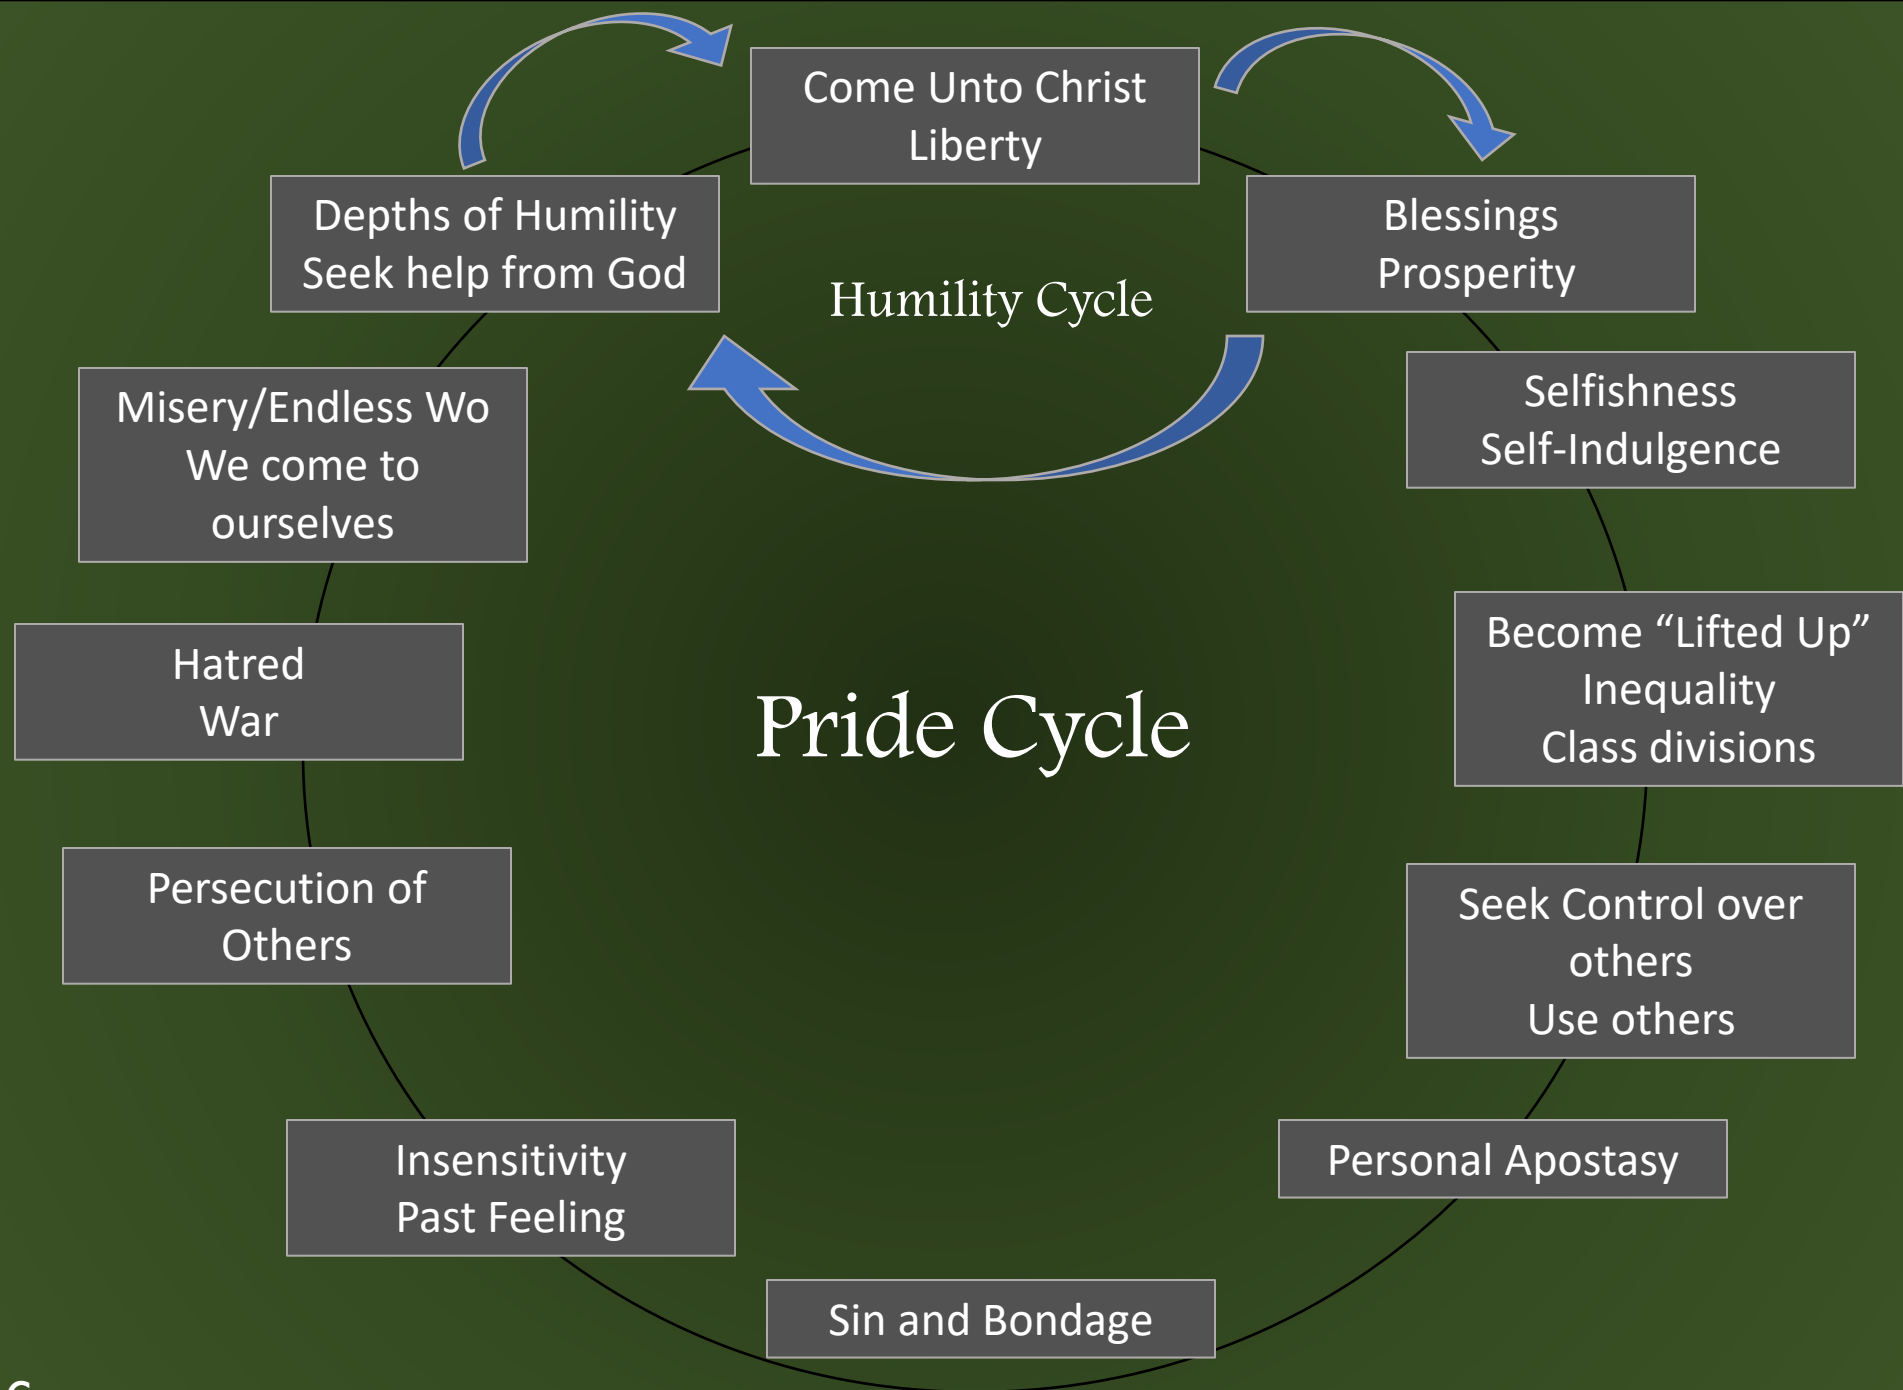 Come Unto Christ
Liberty
Blessings
Prosperity
Selfishness
Self-Indulgence
Become “Lifted Up”
Inequality
Class divisions
Seek Control over
others
Use others
Personal Apostasy
Sin and Bondage
Insensitivity
Past Feeling
Persecution of
Others
Hatred
War
Misery/Endless Wo
We come to
ourselves
Depths of Humility
Seek help from God
Humility Cycle
Pride Cycle